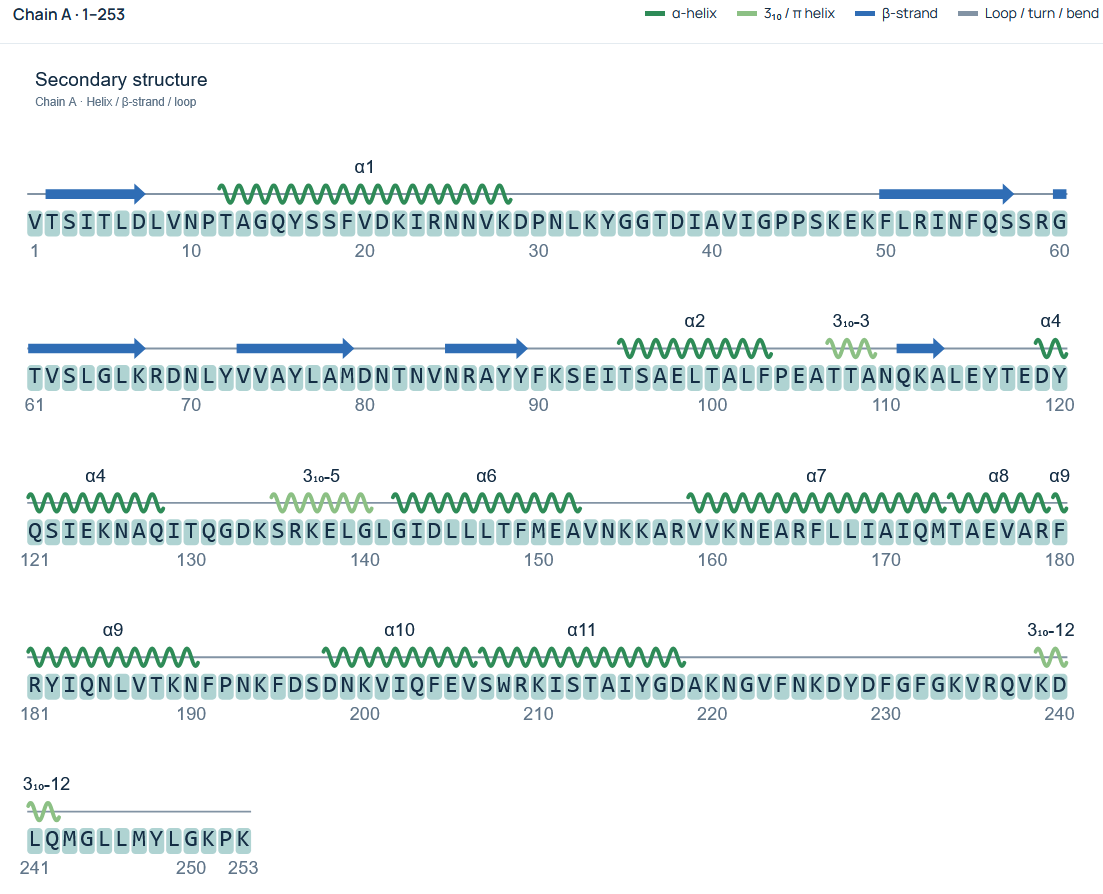 Chain A · 1–253
α-helix 3₁₀ / π helix β-strand Loop / turn / bend
Secondary structure
Chain A · Helix / β-strand / loop
α1
VTSITLDLVNPTAGQYSSFVDKIRNNVKDPNLKYGGTDIAVIGPPSKEKFLRINFQSSRG
1 10 20 30 40 50 60
α2 3₁₀-3 α4
TVSLGLKRDNLYVVAYLAMDNTNVNRAYYFKSEITSAELTALFPEATTANQKALEYTEDY
61 70 80 90 100 110 120
α4 3₁₀-5 α6 α7 α8 α9
QSIEKNAQITQGDKSRKELGLGIDLLLTFMEAVNKKARVVKNEARFLLIAIQMTAEVARF
121 130 140 150 160 170 180
α9 α10 α11 3₁₀-12
RYIQNLVTKNFPNKFDSDNKVIQFEVSWRKISTAIYGDAKNGVFNKDYDFGFGKVRQVKD
181 190 200 210 220 230 240
3₁₀-12
LQMGLLMYLGKPK
241 250 253